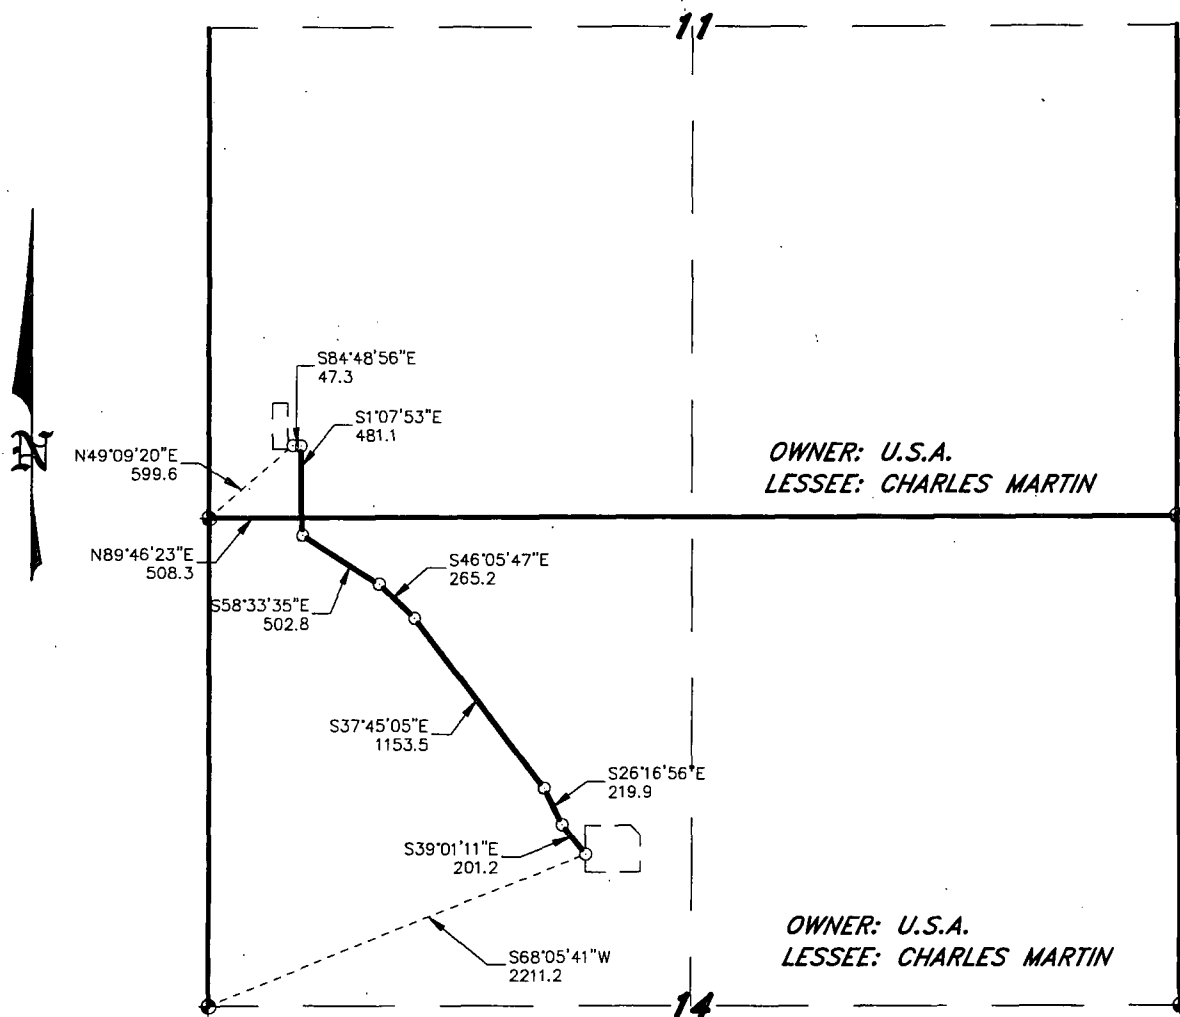 11
S84°48'56"E
47.3
S1°07'53"E
481.1
N49°09'20"E
599.6
N
OWNER: U.S.A.
LESSEE: CHARLES MARTIN
N89°46'23"E
508.3
S46°05'47"E
265.2
S58°33'35"E
502.8
S37°45'05"E
1153.5
S26°16'56"E
219.9
S39°01'11"E
201.2
OWNER: U.S.A.
LESSEE: CHARLES MARTIN
S68°05'41"W
2211.2
14